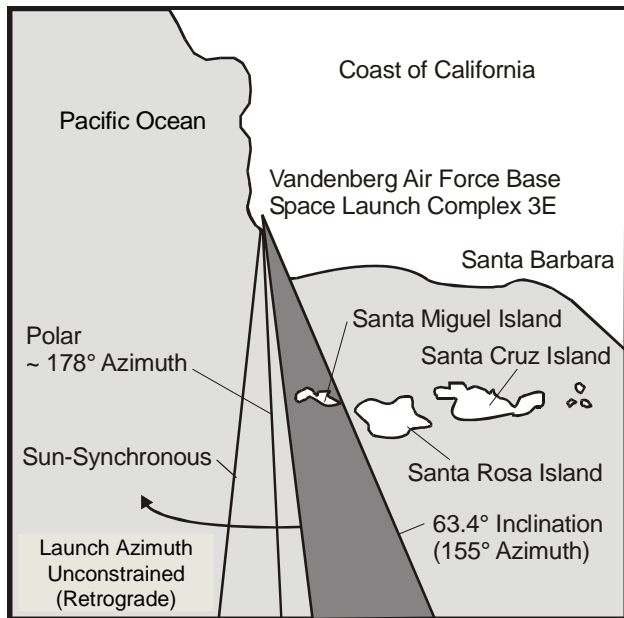 Coast of California
Pacific Ocean
Vandenberg Air Force Base
Space Launch Complex 3E
Santa Barbara
Santa Miguel Island
Polar
~ 178° Azimuth
Santa Cruz Island
Sun-Synchronous
Santa Rosa Island
63.4° Inclination
(155° Azimuth)
Launch Azimuth
Unconstrained
(Retrograde)